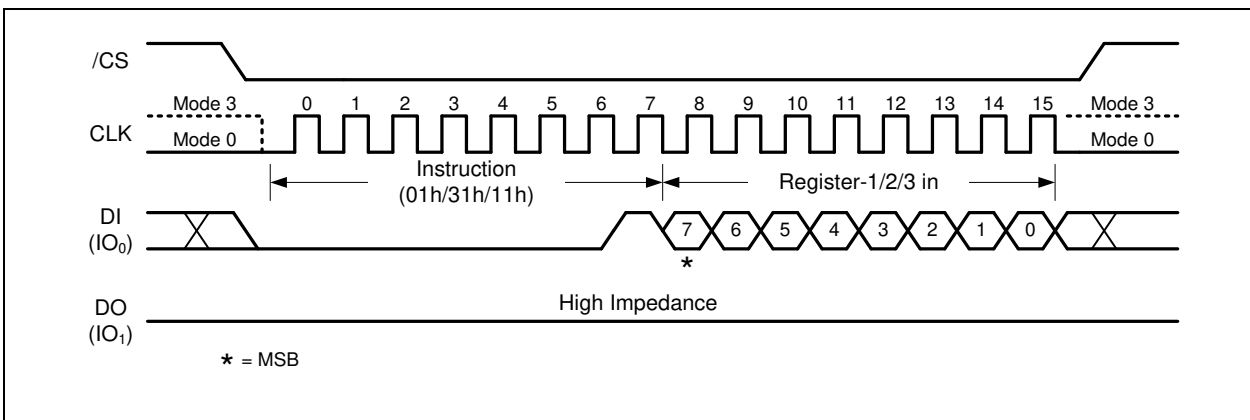 /CS
Mode 3 0 1 2 3 4 5 6 7 8 9 10 11 12 13 14 15 Mode 3
CLK Mode 0 Mode 0
Instruction
(01h/31h/11h)
Register-1/2/3 in
DI
(IO₀)
7 6 5 4 3 2 1 0
*
High Impedance
DO
(IO₁)
* = MSB